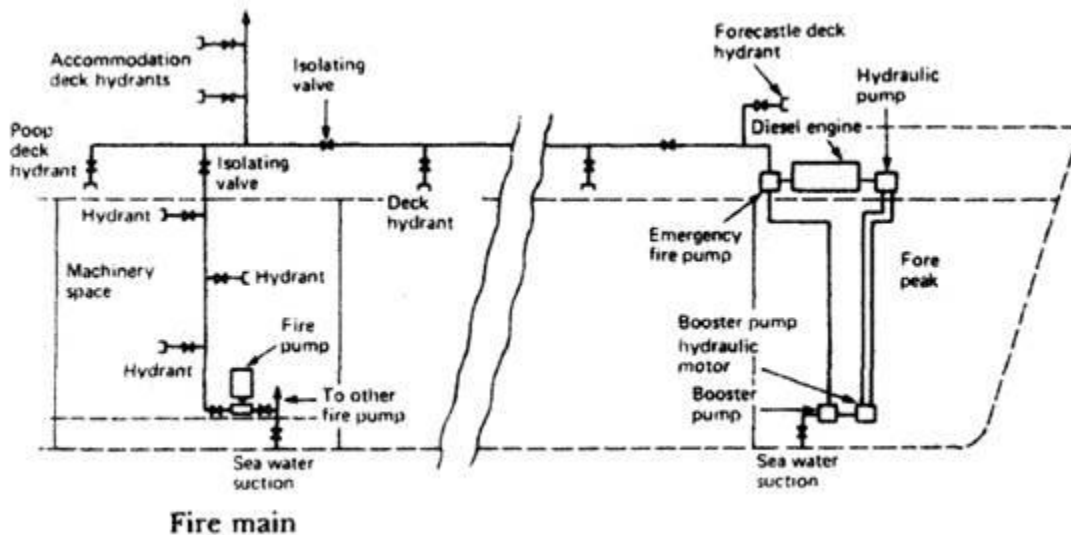 Accommodation
deck hydrants
Isolating
valve
Forecastle deck
hydrant
Hydraulic
pump
Diesel engine
Poop
deck
hydrant
Isolating
valve
Deck
hydrant
Hydrant
Emergency
fire pump
Machinery
space
Hydrant
Fore
peak
Fire
pump
Booster pump
hydraulic
motor
Hydrant
To other
fire pump
Booster
pump
Sea water
suction
Sea water
suction
Fire main